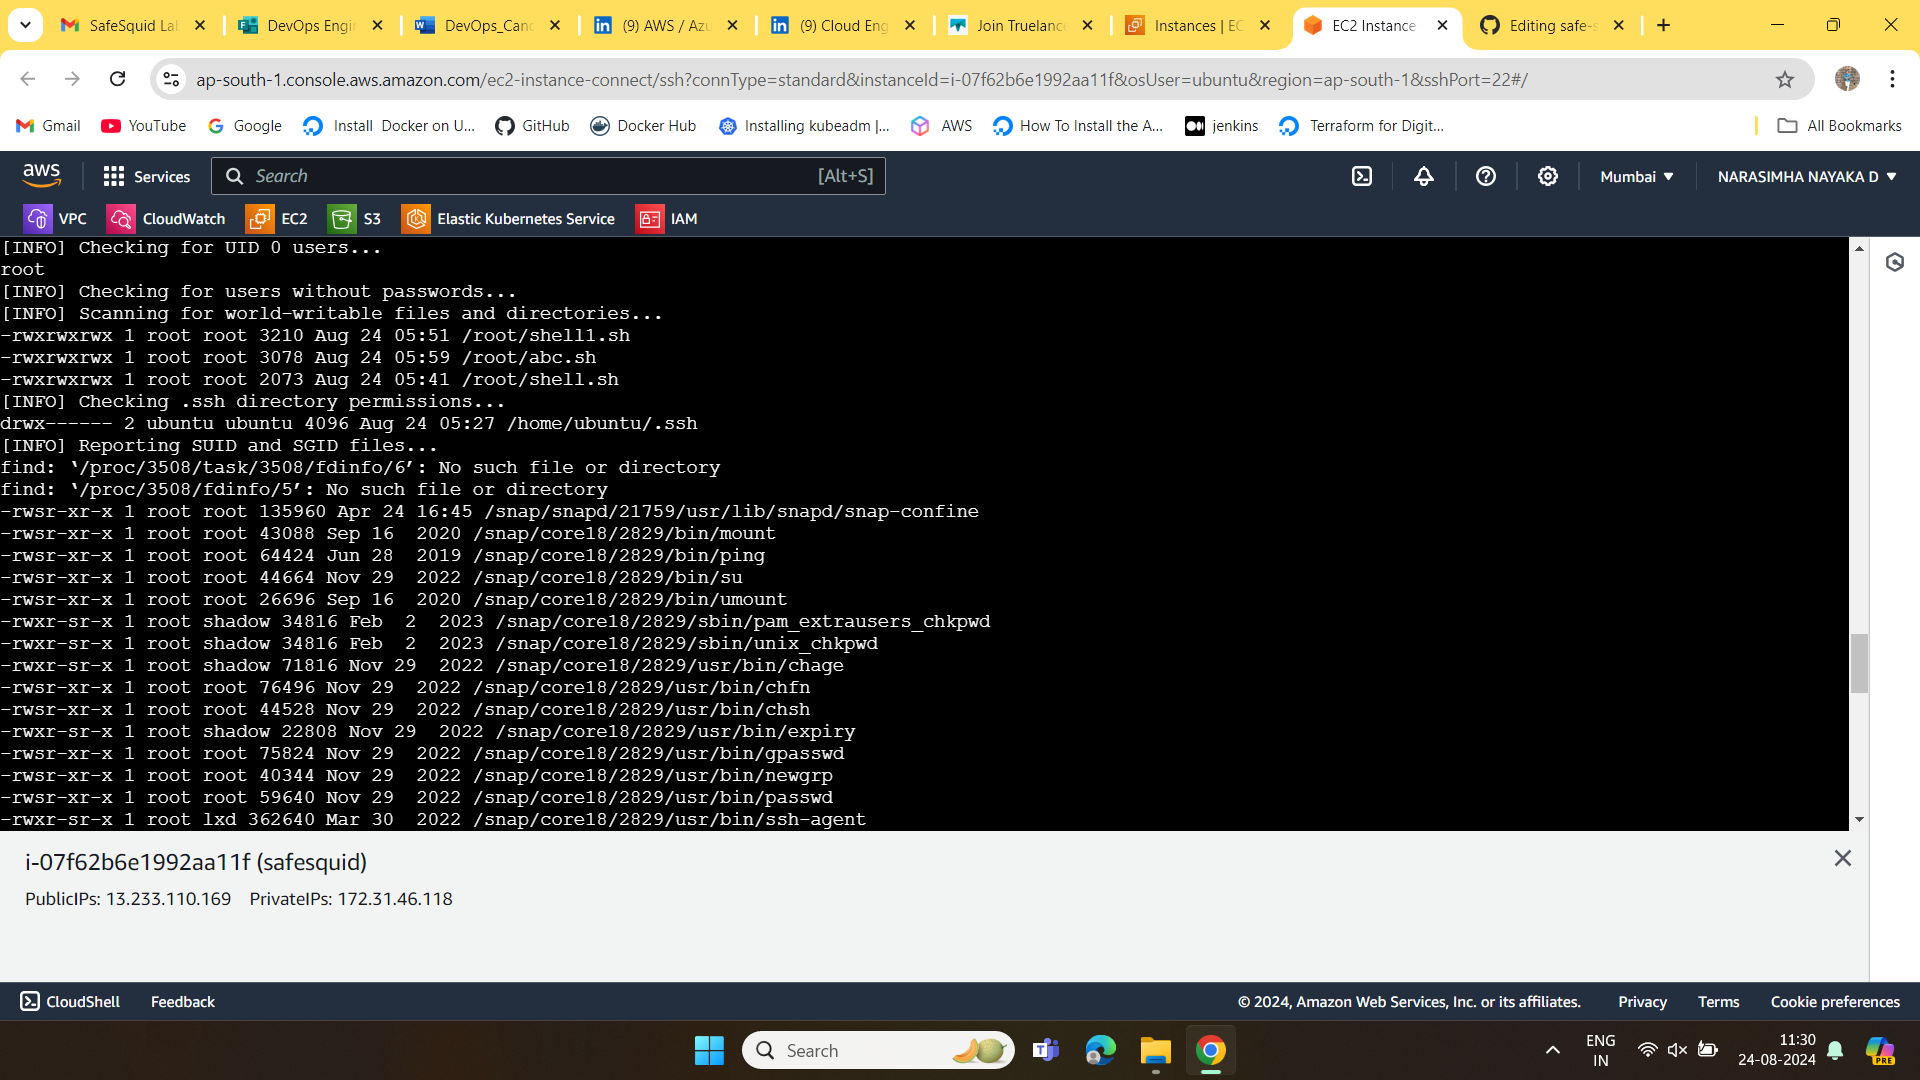 SafeSquid La
DevOps Engin
DevOps_Canc
(9) AWS / Azu
(9) Cloud Eng
Join Truelanc
Instances | EC
EC2 Instance
Editing safe-s
ap-south-1.console.aws.amazon.com/ec2-instance-connect/ssh?connType=standard&instanceId=i-07f62b6e1992aa11f&osUser=ubuntu&region=ap-south-1&sshPort=22#/
Gmail
YouTube
Google
Install Docker on U...
GitHub
Docker Hub
Installing kubeadm |...
AWS
How To Install the A...
jenkins
Terraform for Digit...
All Bookmarks
aws
Services
Search
[Alt+S]
Mumbai
NARASIMHA NAYAKA D
VPC
CloudWatch
EC2
S3
Elastic Kubernetes Service
IAM
[INFO] Checking for UID 0 users...
root
[INFO] Checking for users without passwords...
[INFO] Scanning for world-writable files and directories...
-rwxrwxrwx 1 root root 3210 Aug 24 05:51 /root/shell1.sh
-rwxrwxrwx 1 root root 3078 Aug 24 05:59 /root/abc.sh
-rwxrwxrwx 1 root root 2073 Aug 24 05:41 /root/shell.sh
[INFO] Checking .ssh directory permissions...
drwx------ 2 ubuntu ubuntu 4096 Aug 24 05:27 /home/ubuntu/.ssh
[INFO] Reporting SUID and SGID files...
find: ‘/proc/3508/task/3508/fdinfo/6’: No such file or directory
find: ‘/proc/3508/fdinfo/5’: No such file or directory
-rwsr-xr-x 1 root root 135960 Apr 24 16:45 /snap/snapd/21759/usr/lib/snapd/snap-confine
-rwsr-xr-x 1 root root 43088 Sep 16  2020 /snap/core18/2829/bin/mount
-rwsr-xr-x 1 root root 64424 Jun 28  2019 /snap/core18/2829/bin/ping
-rwsr-xr-x 1 root root 44664 Nov 29  2022 /snap/core18/2829/bin/su
-rwsr-xr-x 1 root root 26696 Sep 16  2020 /snap/core18/2829/bin/umount
-rwxr-sr-x 1 root shadow 34816 Feb  2  2023 /snap/core18/2829/sbin/pam_extrausers_chkpwd
-rwxr-sr-x 1 root shadow 34816 Feb  2  2023 /snap/core18/2829/sbin/unix_chkpwd
-rwxr-sr-x 1 root shadow 71816 Nov 29  2022 /snap/core18/2829/usr/bin/chage
-rwsr-xr-x 1 root root 76496 Nov 29  2022 /snap/core18/2829/usr/bin/chfn
-rwsr-xr-x 1 root root 44528 Nov 29  2022 /snap/core18/2829/usr/bin/chsh
-rwxr-sr-x 1 root shadow 22808 Nov 29  2022 /snap/core18/2829/usr/bin/expiry
-rwsr-xr-x 1 root root 75824 Nov 29  2022 /snap/core18/2829/usr/bin/gpasswd
-rwsr-xr-x 1 root root 40344 Nov 29  2022 /snap/core18/2829/usr/bin/newgrp
-rwsr-xr-x 1 root root 59640 Nov 29  2022 /snap/core18/2829/usr/bin/passwd
-rwxr-sr-x 1 root lxd 362640 Mar 30  2022 /snap/core18/2829/usr/bin/ssh-agent
i-07f62b6e1992aa11f (safesquid)
PublicIPs: 13.233.110.169 PrivateIPs: 172.31.46.118
CloudShell
Feedback
© 2024, Amazon Web Services, Inc. or its affiliates.
Privacy
Terms
Cookie preferences
Search
ENG
IN
11:30
24-08-2024
PRE